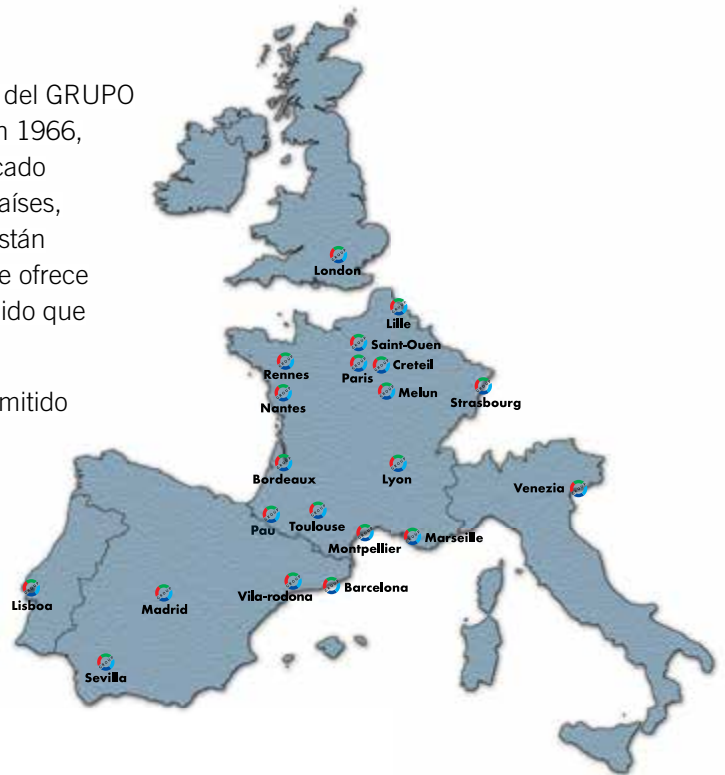 del GRUPO
n 1966,
cado
aíses,
stán
e ofrece
ido que
mitido
London
Lille
Saint-Ouen
Rennes
Paris
Creteil
Nantes
Melun
Strasbourg
Bordeaux
Lyon
Venezia
Pau
Toulouse
Montpellier
Marseille
Lisboa
Madrid
Vila-rodona
Barcelona
Sevilla